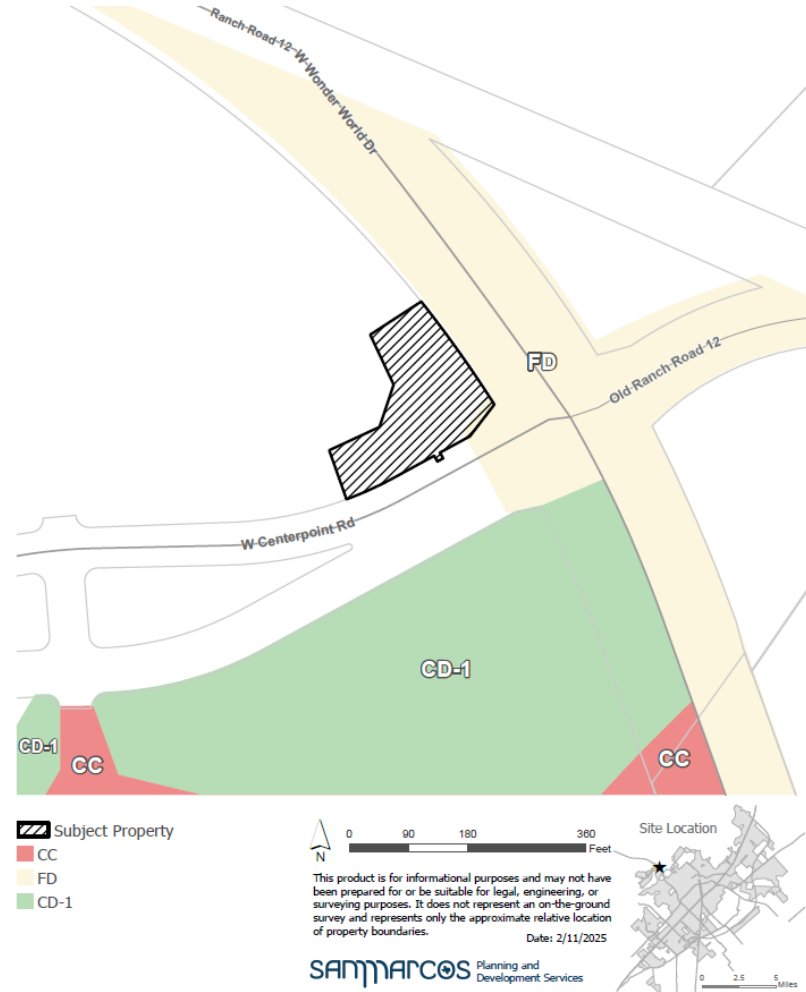 Ranch Road 12
W Wonder World Dr
FD
Old Ranch Road 12
W Centerpoint Rd
CD-1
CD-1
CC
CC
Subject Property
CC
FD
CD-1
N
0 90 180 360
Feet
This product is for informational purposes and may not have
been prepared for or be suitable for legal, engineering, or
surveying purposes. It does not represent an on-the-ground
survey and represents only the approximate relative location
of property boundaries.
Date: 2/11/2025
SAN MARCOS
Planning and
Development Services
Site Location
0 2.5 5
Miles